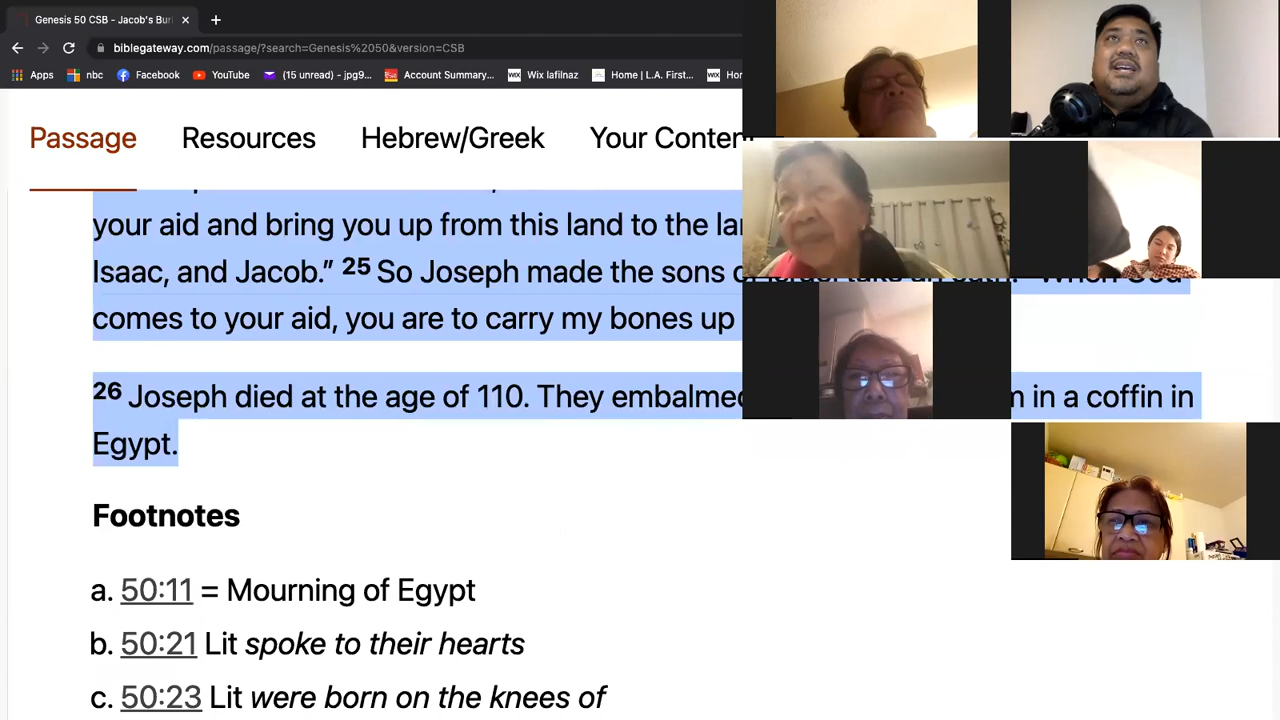 Genesis 50 CSB - Jacob's Buri
biblegateway.com/passage/?search=Genesis%2050&version=CSB
Apps nbc Facebook YouTube (15 unread) - jpg9... Account Summary... Wix lafilnaz Home | L.A. First... Hor
Passage Resources Hebrew/Greek Your Content
your aid and bring you up from this land to the la
Isaac, and Jacob.” 25 So Joseph made the sons
comes to your aid, you are to carry my bones up
26 Joseph died at the age of 110. They embalmed in a coffin in
Egypt.
Footnotes
a. 50:11 = Mourning of Egypt
b. 50:21 Lit spoke to their hearts
c. 50:23 Lit were born on the knees of